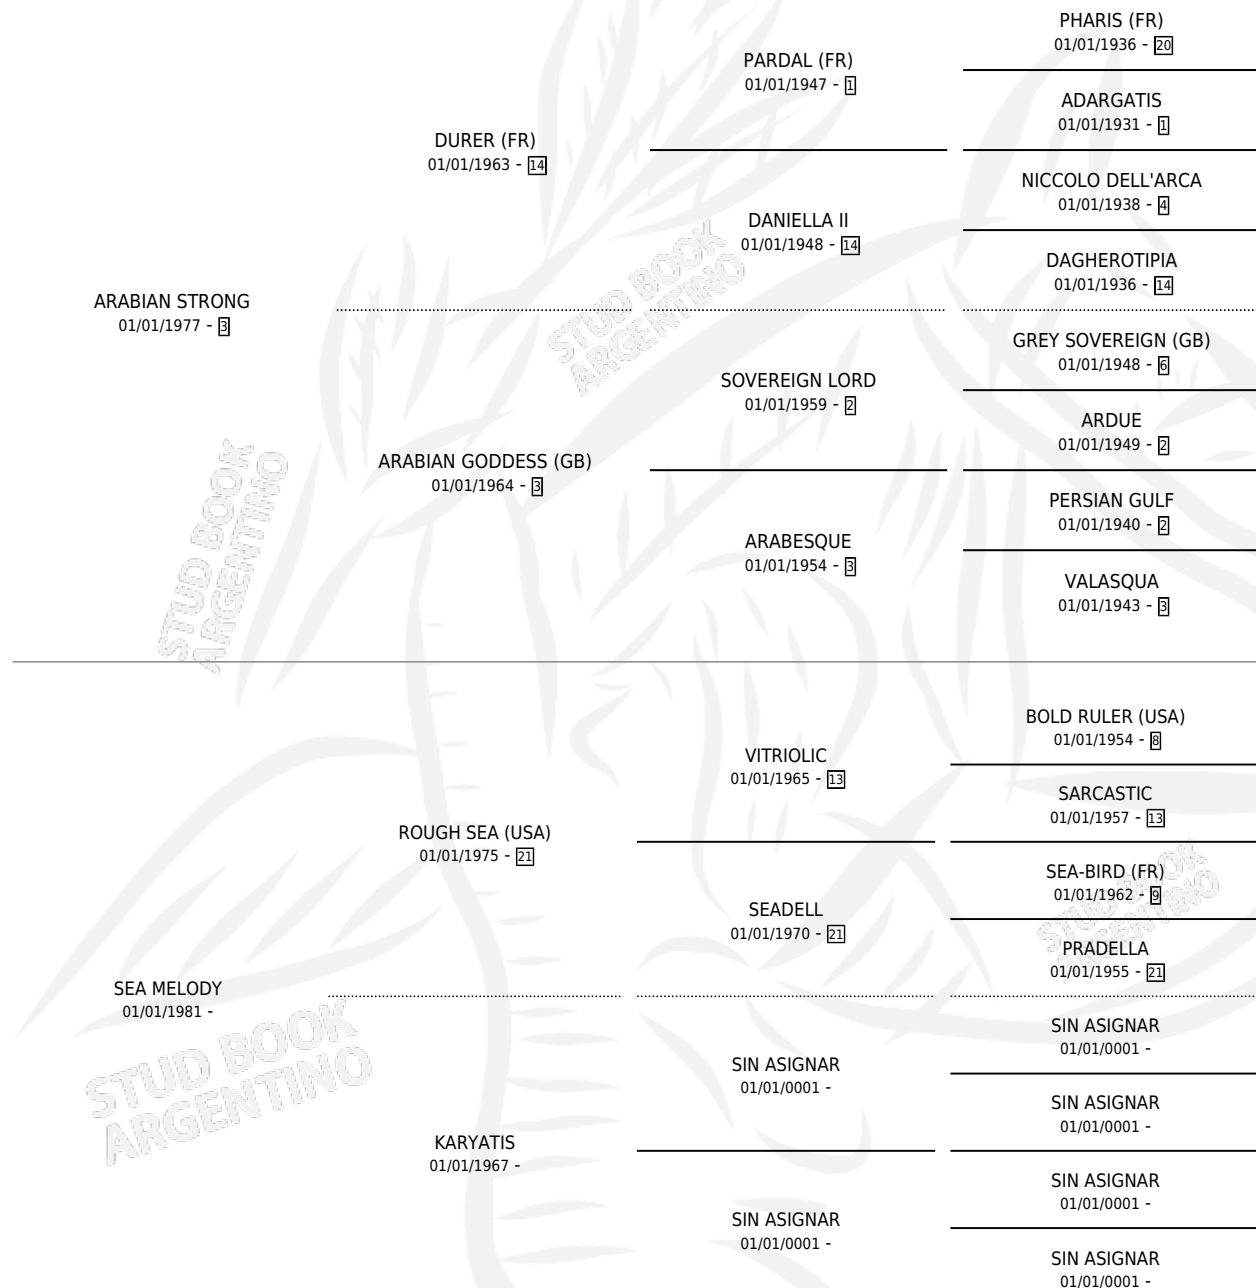 PHARIS (FR)
01/01/1936 - 20
PARDAL (FR)
01/01/1947 - 1
ADARGATIS
01/01/1931 - 1
DURER (FR)
01/01/1963 - 14
NICCOLO DELL'ARCA
01/01/1938 - 4
DANIELLA II
01/01/1948 - 14
DAGHEROTIPIA
01/01/1936 - 14
ARABIAN STRONG
01/01/1977 - 3
GREY SOVEREIGN (GB)
01/01/1948 - 6
SOVEREIGN LORD
01/01/1959 - 2
ARDUE
01/01/1949 - 2
ARABIAN GODDESS (GB)
01/01/1964 - 3
PERSIAN GULF
01/01/1940 - 2
ARABESQUE
01/01/1954 - 3
VALASQUA
01/01/1943 - 3
BOLD RULER (USA)
01/01/1954 - 8
VITRIOLIC
01/01/1965 - 13
SARCASTIC
01/01/1957 - 13
ROUGH SEA (USA)
01/01/1975 - 21
SEA-BIRD (FR)
01/01/1962 - 9
SEADELL
01/01/1970 - 21
PRADELLA
01/01/1955 - 21
SEA MELODY
01/01/1981 -
SIN ASIGNAR
01/01/0001 -
SIN ASIGNAR
01/01/0001 -
SIN ASIGNAR
01/01/0001 -
KARYATIS
01/01/1967 -
SIN ASIGNAR
01/01/0001 -
SIN ASIGNAR
01/01/0001 -
SIN ASIGNAR
01/01/0001 -
STUD BOOK
ARGENTINO
STUD BOOK
ARGENTINO
STUD BOOK
ARGENTINO
STUD BOOK
ARGENTINO